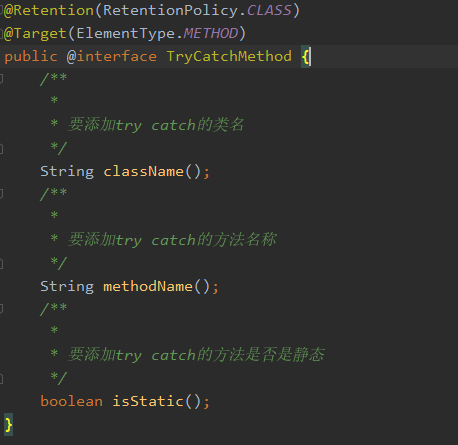 @Retention(RetentionPolicy.CLASS)
@Target(ElementType.METHOD)
public @interface TryCatchMethod {
/**
*
* 要添加try catch的类名
*/
String className();
/**
*
* 要添加try catch的方法名称
*/
String methodName();
/**
*
* 要添加try catch的方法是否是静态
*/
boolean isStatic();
}